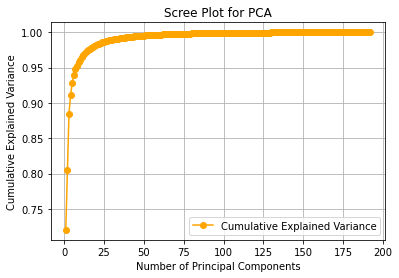 Scree Plot for PCA
Cumulative Explained Variance
1.00
0.95
0.90
0.85
0.80
0.75
0 25 50 75 100 125 150 175 200
Number of Principal Components
Cumulative Explained Variance